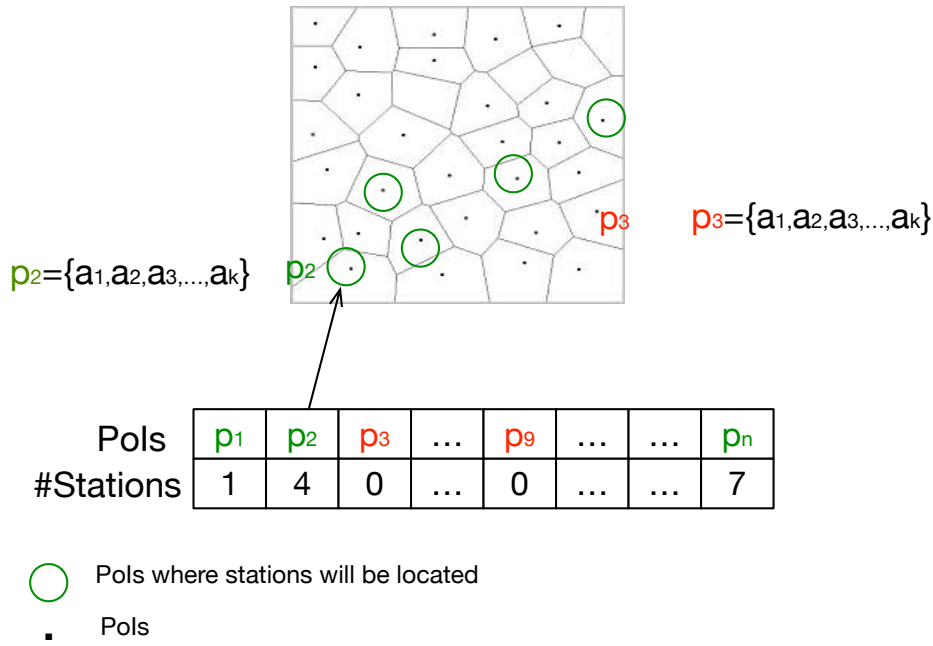 p3
p3={a1,a2,a3,...,ak}
p2
p2={a1,a2,a3,...,ak}
PoIs p1 p2 p3 ... p9 ... ... pn
#Stations 1 4 0 ... 0 ... ... 7
PoIs where stations will be located
PoIs